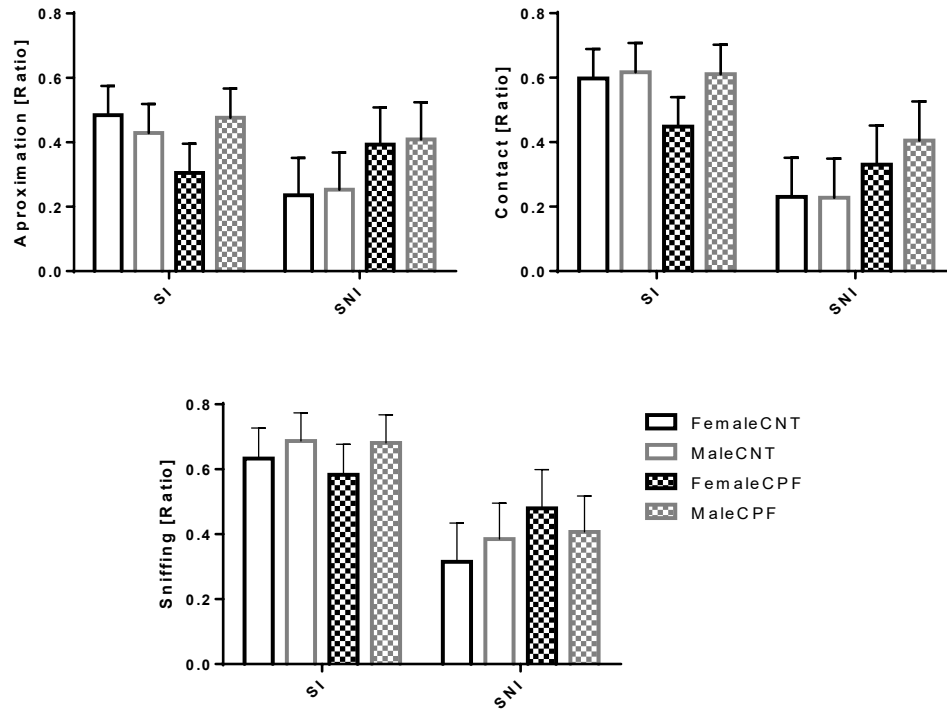 Aproximation [Ratio]
0.8
0.6
0.4
0.2
0.0
SI
SNI
Contact [Ratio]
0.8
0.6
0.4
0.2
0.0
SI
SNI
Sniffing [Ratio]
0.8
0.6
0.4
0.2
0.0
SI
SNI
FemaleCNT
MaleCNT
FemaleCPF
MaleCPF